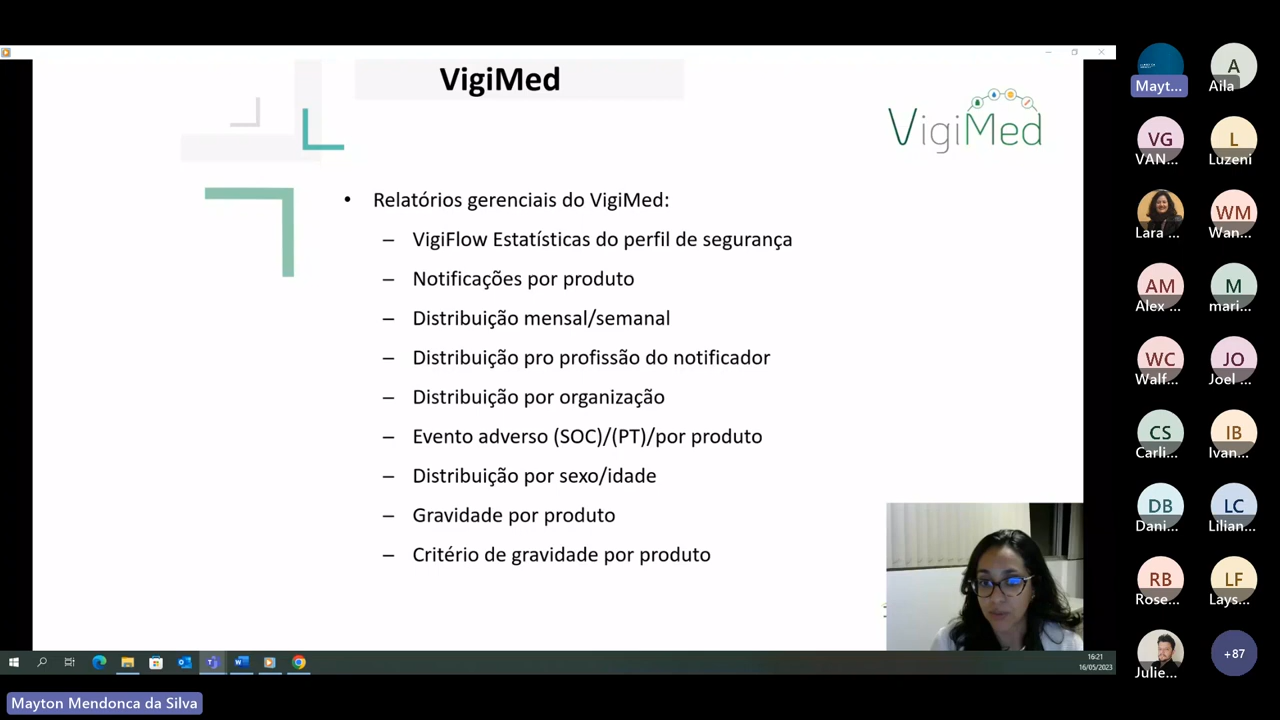 VigiMed
VigiMed
• Relatórios gerenciais do VigiMed:
– VigiFlow Estatísticas do perfil de segurança
– Notificações por produto
– Distribuição mensal/semanal
– Distribuição pro profissão do notificador
– Distribuição por organização
– Evento adverso (SOC)/(PT)/por produto
– Distribuição por sexo/idade
– Gravidade por produto
– Critério de gravidade por produto
16:21
16/05/2023
Mayton Mendonca da Silva
Mayt...
A
Aila
VG
VAN...
L
Luzeni
Lara ...
WM
Wan...
AM
Alex ...
M
mari...
WC
Walf...
JO
Joel ...
CS
Carli...
IB
Ivan...
DB
Dani...
LC
Lilian...
RB
Rose...
LF
Lays...
Julie...
+87